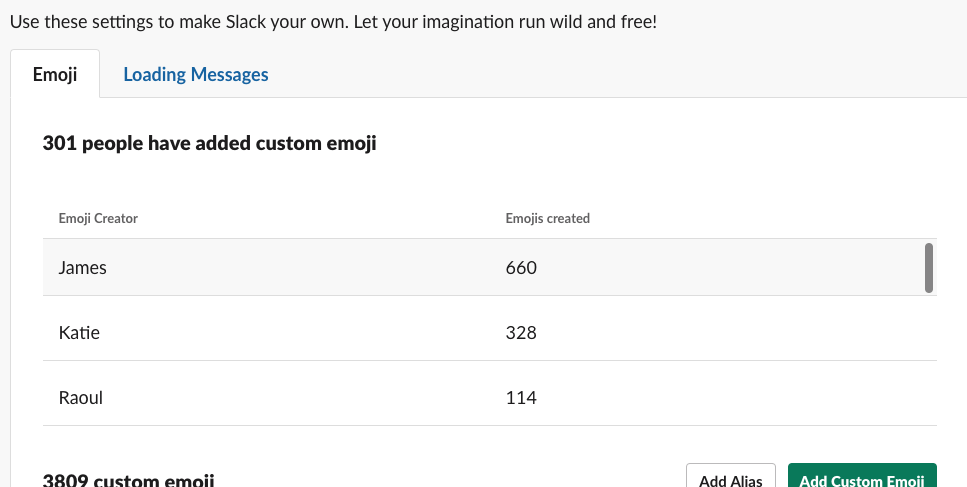 Use these settings to make Slack your own. Let your imagination run wild and free!
Emoji Loading Messages
301 people have added custom emoji
Emoji Creator Emojis created
James 660
Katie 328
Raoul 114
3809 custom emoji Add Alias Add Custom Emoji